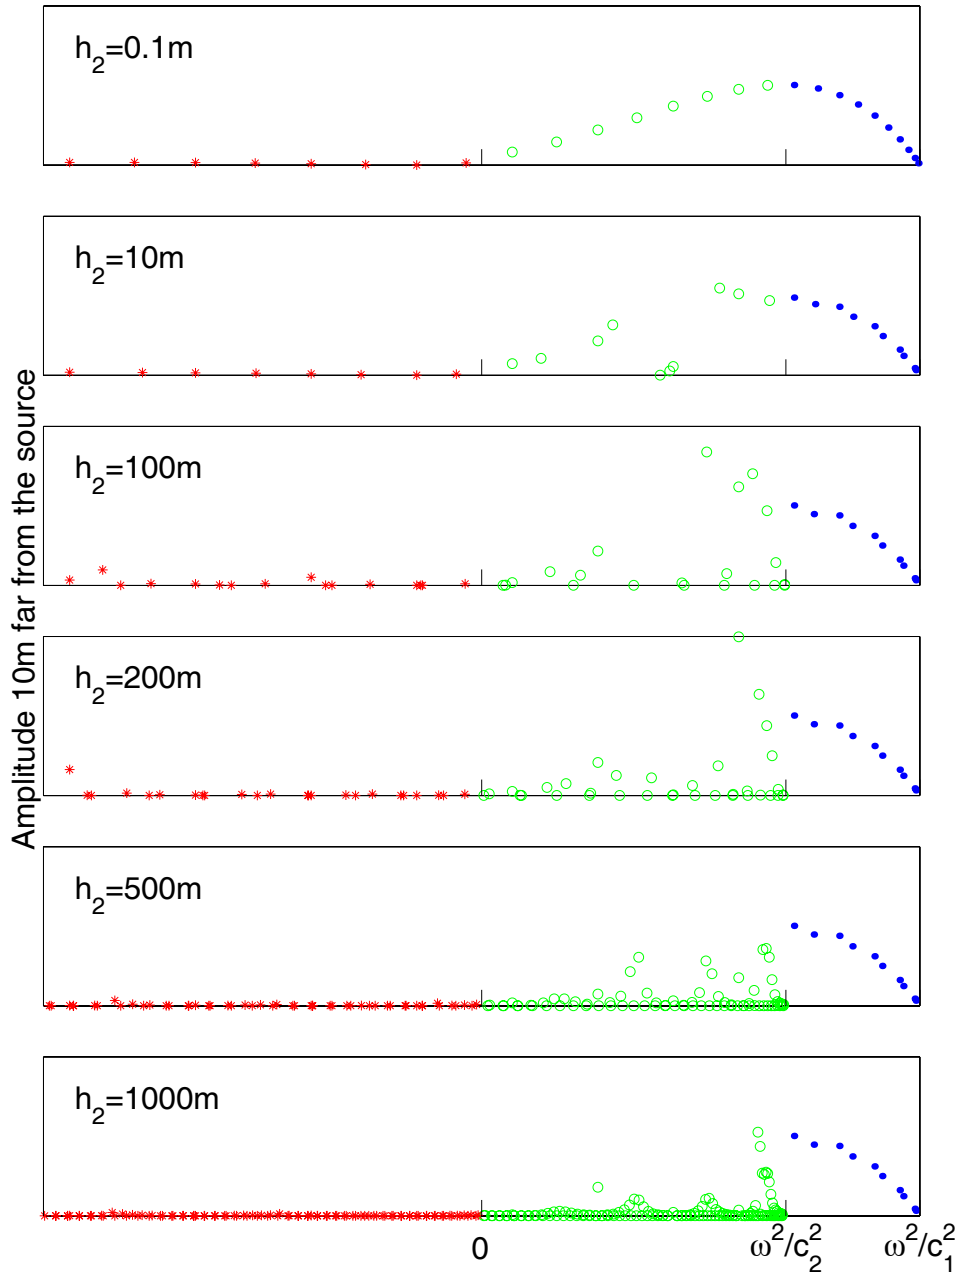 h₂=0.1m
h₂=10m
h₂=100m
h₂=200m
h₂=500m
h₂=1000m
Amplitude 10m far from the source
0 ω²/c₂² ω²/c₁²